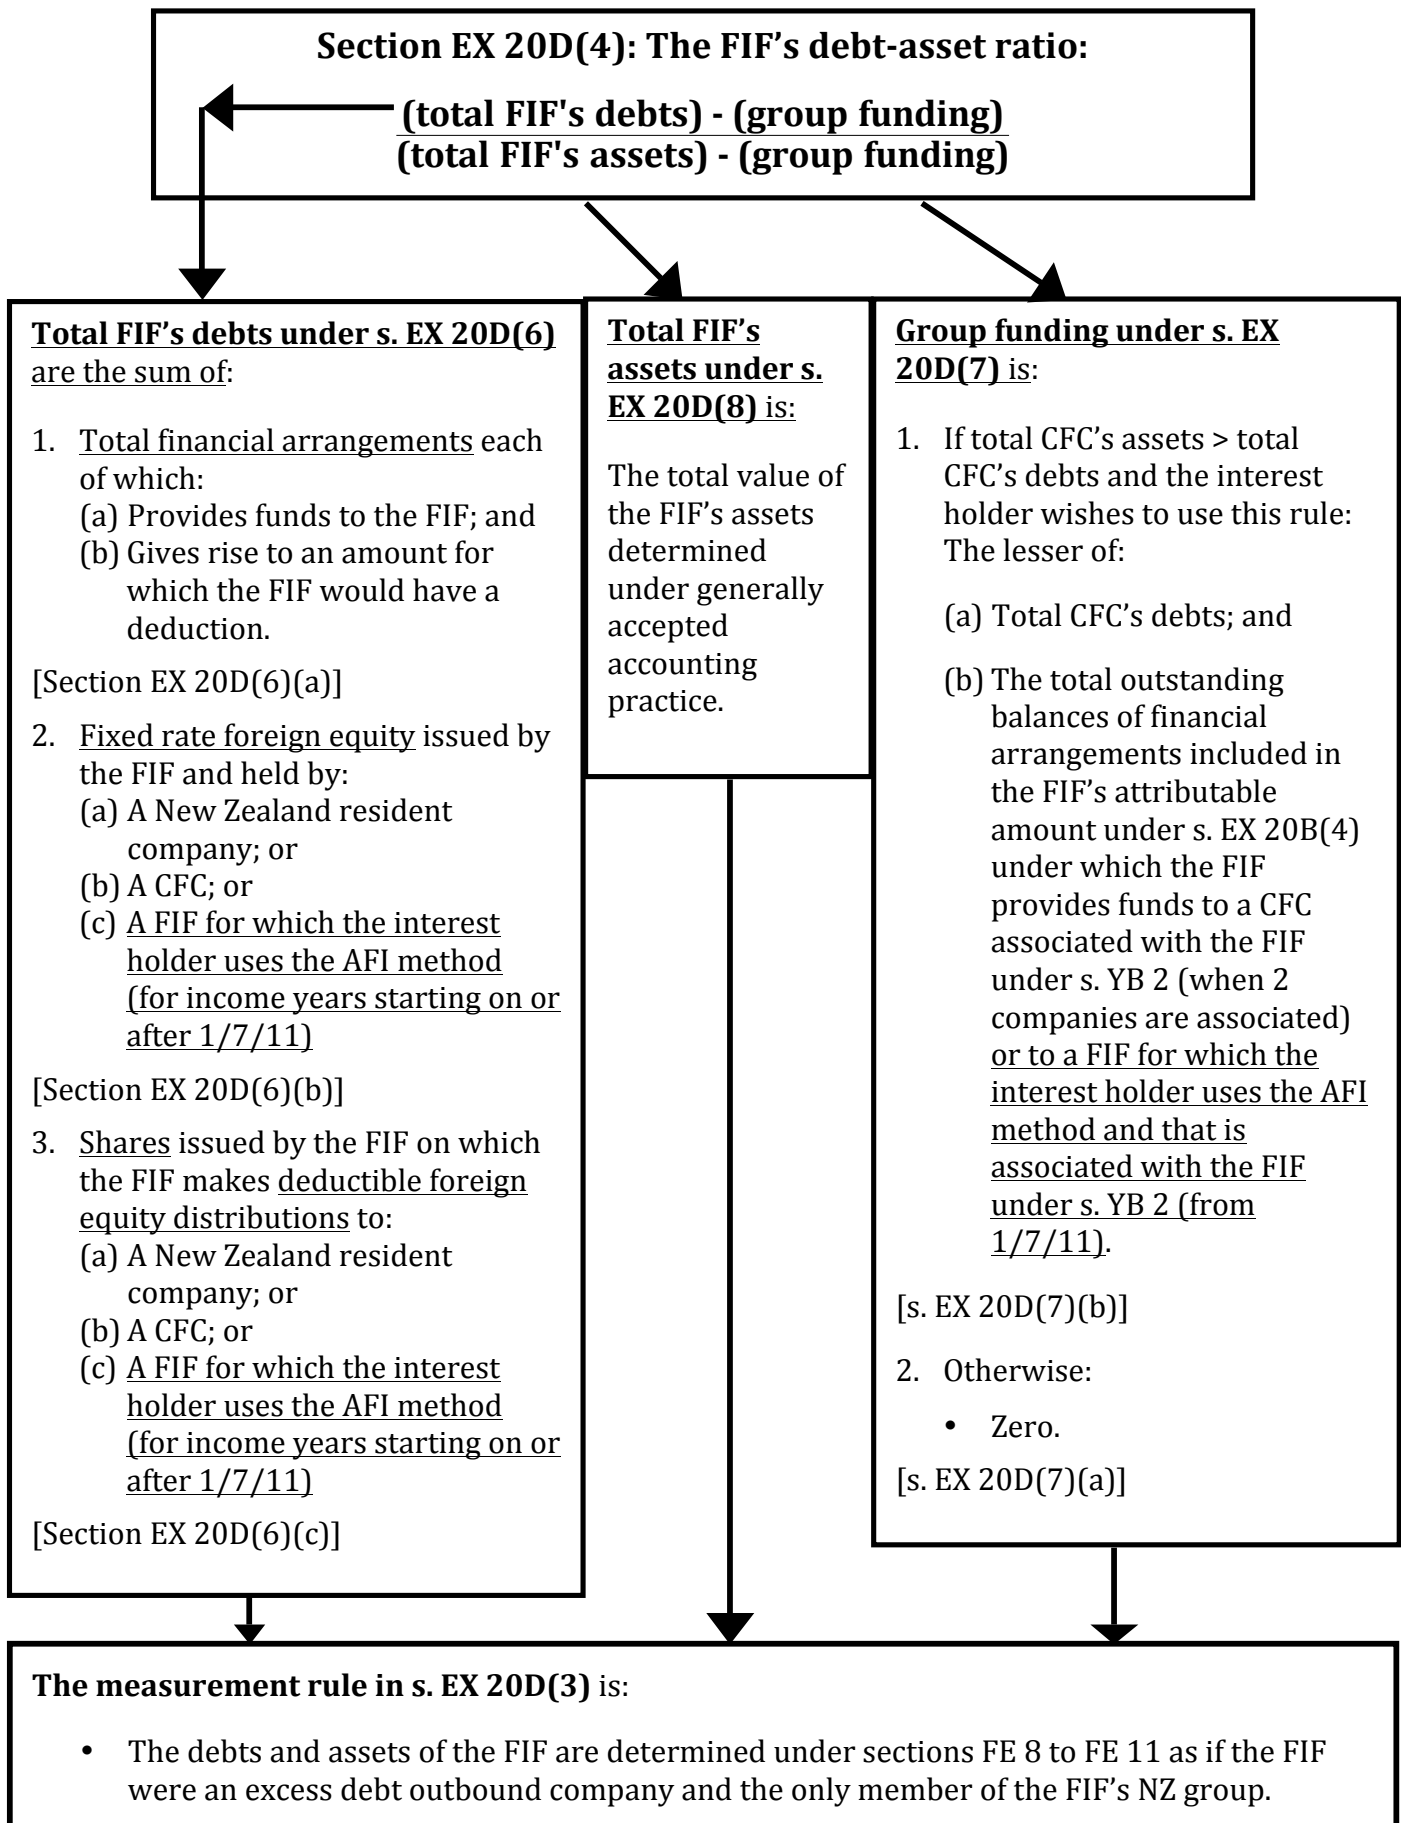 Section EX 20D(4): The FIF’s debt-asset ratio:
(total FIF's debts) - (group funding)
(total FIF's assets) - (group funding)
Total FIF’s debts under s. EX 20D(6)
are the sum of:
1. Total financial arrangements each
of which:
(a) Provides funds to the FIF; and
(b) Gives rise to an amount for
which the FIF would have a
deduction.
[Section EX 20D(6)(a)]
2. Fixed rate foreign equity issued by
the FIF and held by:
(a) A New Zealand resident
company; or
(b) A CFC; or
(c) A FIF for which the interest
holder uses the AFI method
(for income years starting on or
after 1/7/11)
[Section EX 20D(6)(b)]
3. Shares issued by the FIF on which
the FIF makes deductible foreign
equity distributions to:
(a) A New Zealand resident
company; or
(b) A CFC; or
(c) A FIF for which the interest
holder uses the AFI method
(for income years starting on or
after 1/7/11)
[Section EX 20D(6)(c)]
Total FIF’s
assets under s.
EX 20D(8) is:
The total value of
the FIF’s assets
determined
under generally
accepted
accounting
practice.
Group funding under s. EX
20D(7) is:
1. If total CFC’s assets > total
CFC’s debts and the interest
holder wishes to use this rule:
The lesser of:
(a) Total CFC’s debts; and
(b) The total outstanding
balances of financial
arrangements included in
the FIF’s attributable
amount under s. EX 20B(4)
under which the FIF
provides funds to a CFC
associated with the FIF
under s. YB 2 (when 2
companies are associated)
or to a FIF for which the
interest holder uses the AFI
method and that is
associated with the FIF
under s. YB 2 (from
1/7/11).
[s. EX 20D(7)(b)]
2. Otherwise:
• Zero.
[s. EX 20D(7)(a)]
The measurement rule in s. EX 20D(3) is:
• The debts and assets of the FIF are determined under sections FE 8 to FE 11 as if the FIF
were an excess debt outbound company and the only member of the FIF’s NZ group.